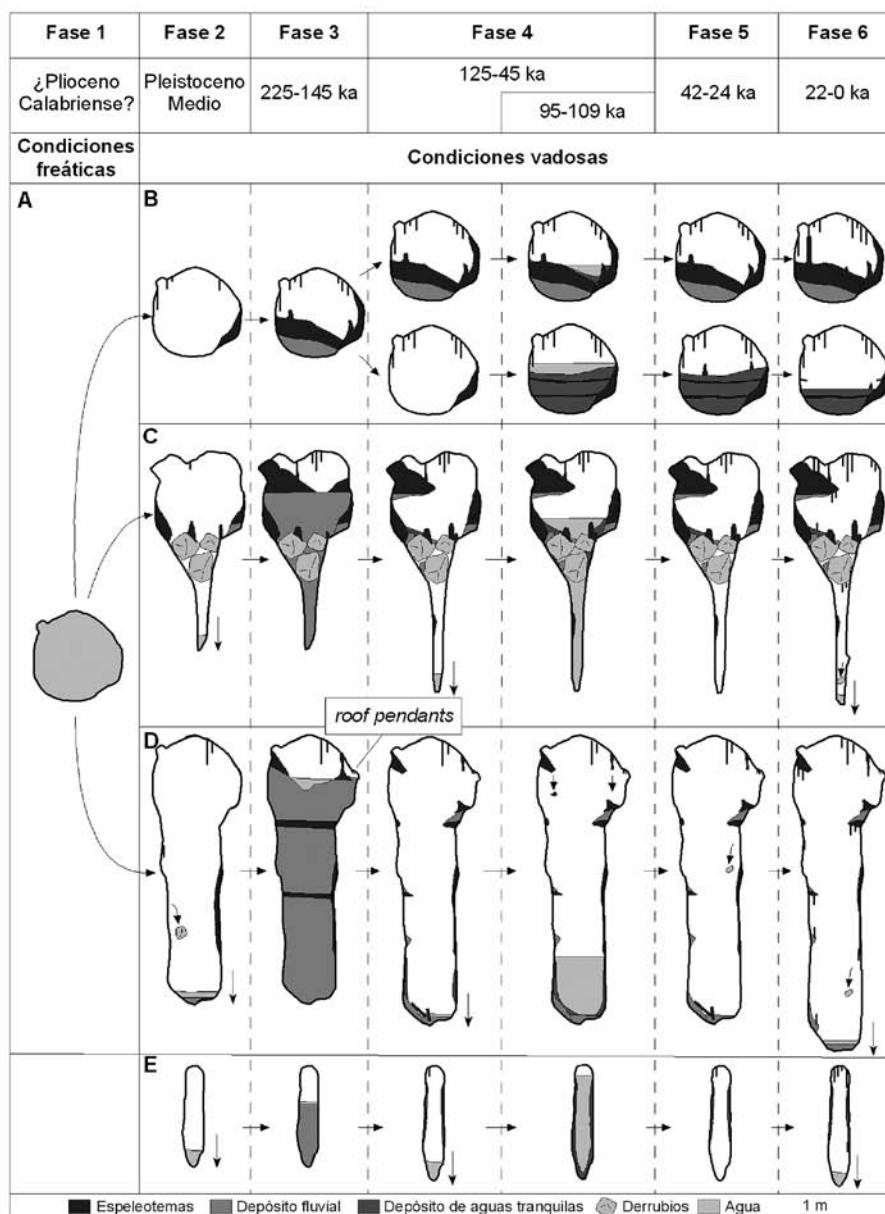 Fase 1 Fase 2 Fase 3 Fase 4 Fase 5 Fase 6
¿Plioceno
Calabriense?
Pleistoceno
Medio
225-145 ka
125-45 ka
95-109 ka
42-24 ka
22-0 ka
Condiciones
freáticas
Condiciones vadosas
A
B
C
roof pendants
D
E
Espeleotemas Depósito fluvial Depósito de aguas tranquilas Derrubios Agua 1 m